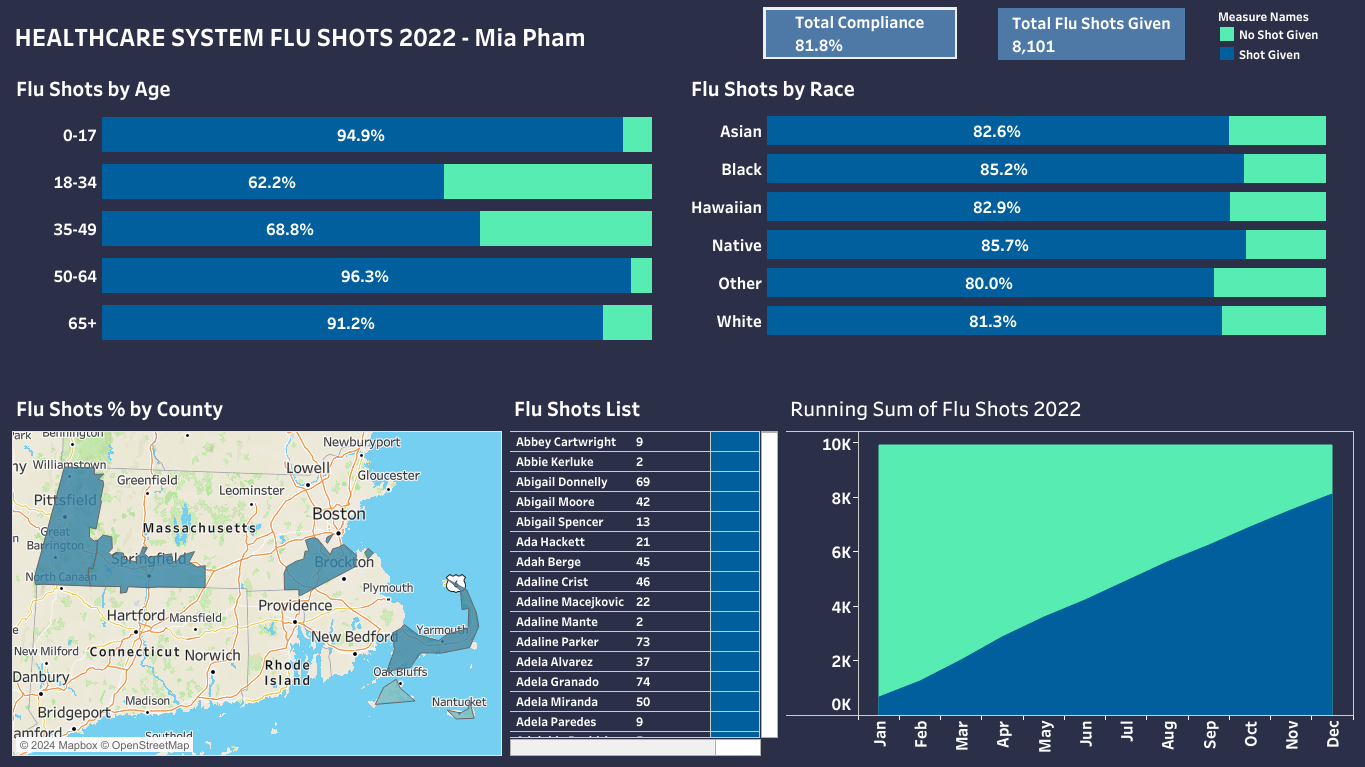 HEALTHCARE SYSTEM FLU SHOTS 2022 - Mia Pham
Total Compliance
81.8%
Total Flu Shots Given
8,101
Measure Names
No Shot Given
Shot Given
Flu Shots by Age
0-17 94.9%
18-34 62.2%
35-49 68.8%
50-64 96.3%
65+ 91.2%
Flu Shots by Race
Asian 82.6%
Black 85.2%
Hawaiian 82.9%
Native 85.7%
Other 80.0%
White 81.3%
Flu Shots % by County
Bennington
Newburyport
Williamstown
Lowell
Greenfield
Gloucester
Leominster
Pittsfield
Boston
Massachusetts
Great
Barrington
Springfield
Brockton
North Canaan
Plymouth
Providence
Hartford
Mansfield
Yarmouth
New Bedford
New Milford
Connecticut
Norwich
Rhode
Island
Oak Bluffs
Danbury
Madison
Nantucket
Bridgeport
© 2024 Mapbox © OpenStreetMap
Flu Shots List
Abbey Cartwright 9
Abbie Kerluke 2
Abigail Donnelly 69
Abigail Moore 42
Abigail Spencer 13
Ada Hackett 21
Adah Berge 45
Adaline Crist 46
Adaline Macejkovic 22
Adaline Mante 2
Adaline Parker 73
Adela Alvarez 37
Adela Granado 74
Adela Miranda 50
Adela Paredes 9
Running Sum of Flu Shots 2022
10K
8K
6K
4K
2K
0K
Jan
Feb
Mar
Apr
May
Jun
Jul
Aug
Sep
Oct
Nov
Dec